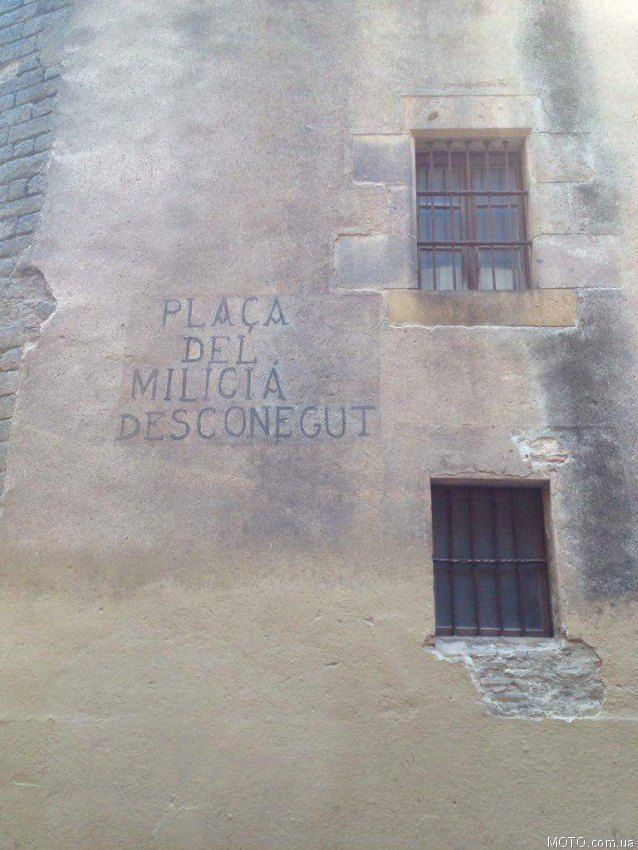 PLAÇA
DEL
MILICIÀ
DESCONEGUT
MOTO.com.ua